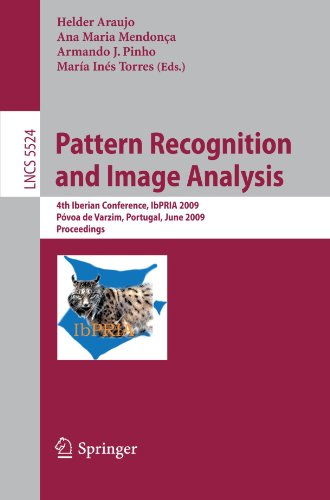 Helder Araujo
Ana Maria Mendonça
Armando J. Pinho
María Inés Torres (Eds.)
LNCS 5524
Pattern Recognition
and Image Analysis
4th Iberian Conference, IbPRIA 2009
Póvoa de Varzim, Portugal, June 2009
Proceedings
IbPRIA
Springer